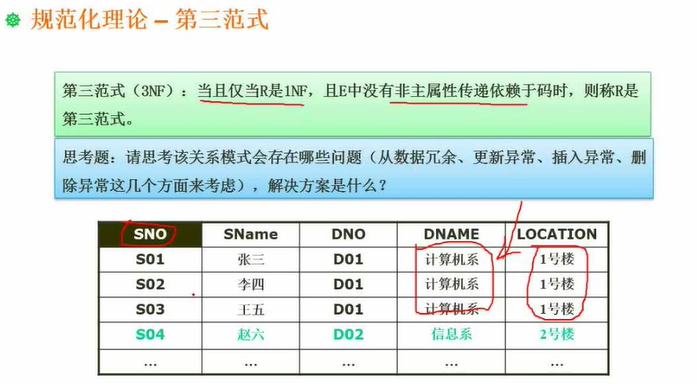 规范化理论 – 第三范式
第三范式（3NF）：当且仅当R是1NF，且E中没有非主属性传递依赖于码时，则称R是
第三范式。
思考题：请思考该关系模式会存在哪些问题（从数据冗余、更新异常、插入异常、删
除异常这几个方面来考虑），解决方案是什么？
SNO SName DNO DNAME LOCATION
S01 张三 D01 计算机系 1号楼
S02 李四 D01 计算机系 1号楼
S03 王五 D01 计算机系 1号楼
S04 赵六 D02 信息系 2号楼
... ... ... ... ...